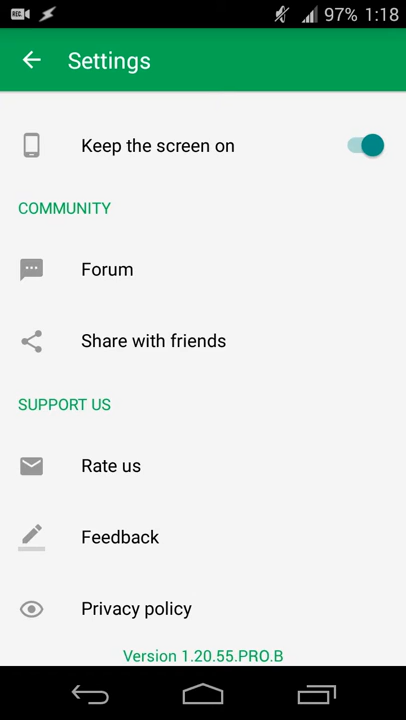 REC
97% 1:18
Settings
Keep the screen on
COMMUNITY
Forum
Share with friends
SUPPORT US
Rate us
Feedback
Privacy policy
Version 1.20.55.PRO.B